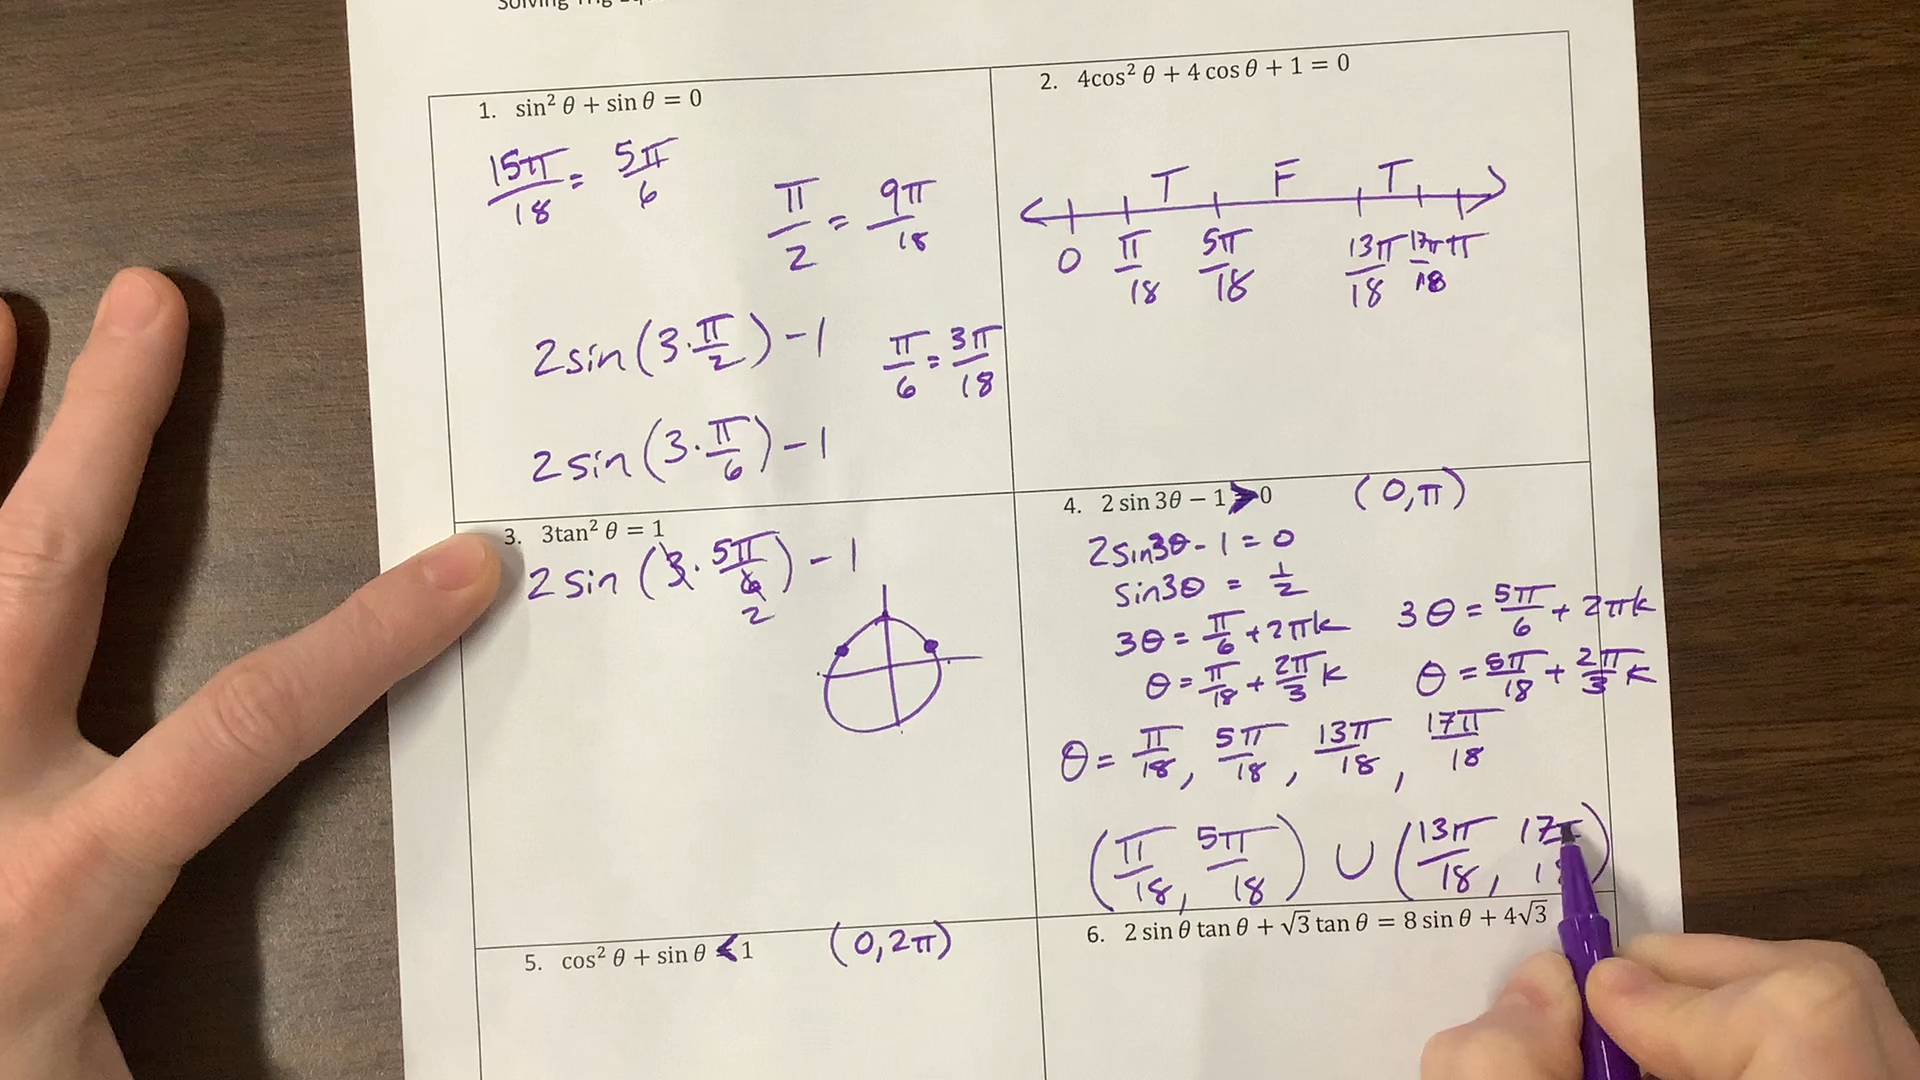 Solving Trig
1. sin² θ + sin θ = 0
15π/18 = 5π/6
π/2 = 9π/18
2sin(3·π/2) - 1
π/6 = 3π/18
2sin(3·π/6) - 1
2. 4cos² θ + 4 cos θ + 1 = 0
T F T
0 π/18 5π/18 13π/18 17π/18 π
3. 3tan² θ = 1
2 sin (3·5π/6) - 1
2
4. 2 sin 3θ − 1 > 0 (0,π)
2sin3θ - 1 = 0
sin3θ = 1/2
3θ = π/6 + 2πk 3θ = 5π/6 + 2πk
θ = π/18 + 2π/3 k θ = 5π/18 + 2π/3 k
θ = π/18, 5π/18, 13π/18, 17π/18
(π/18, 5π/18) ∪ (13π/18, 17π/18)
5. cos² θ + sin θ < 1 (0,2π)
6. 2 sin θ tan θ + √3 tan θ = 8 sin θ + 4√3